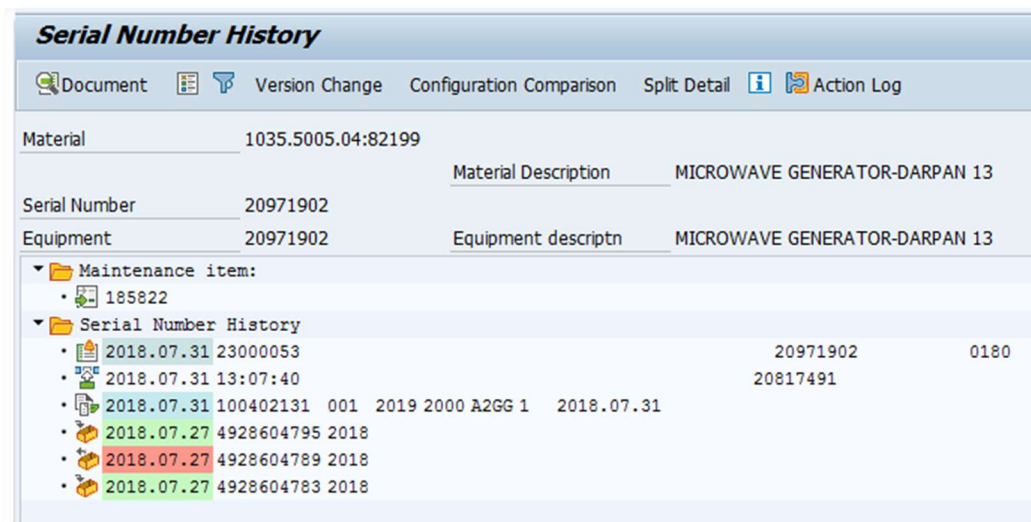 Serial Number History
Document Version Change Configuration Comparison Split Detail Action Log
Material 1035.5005.04:82199
Material Description MICROWAVE GENERATOR-DARPAN 13
Serial Number 20971902
Equipment 20971902 Equipment descriptn MICROWAVE GENERATOR-DARPAN 13
Maintenance item:
185822
Serial Number History
2018.07.31 23000053 20971902 0180
2018.07.31 13:07:40 20817491
2018.07.31 100402131 001 2019 2000 A2GG 1 2018.07.31
2018.07.27 4928604795 2018
2018.07.27 4928604789 2018
2018.07.27 4928604783 2018